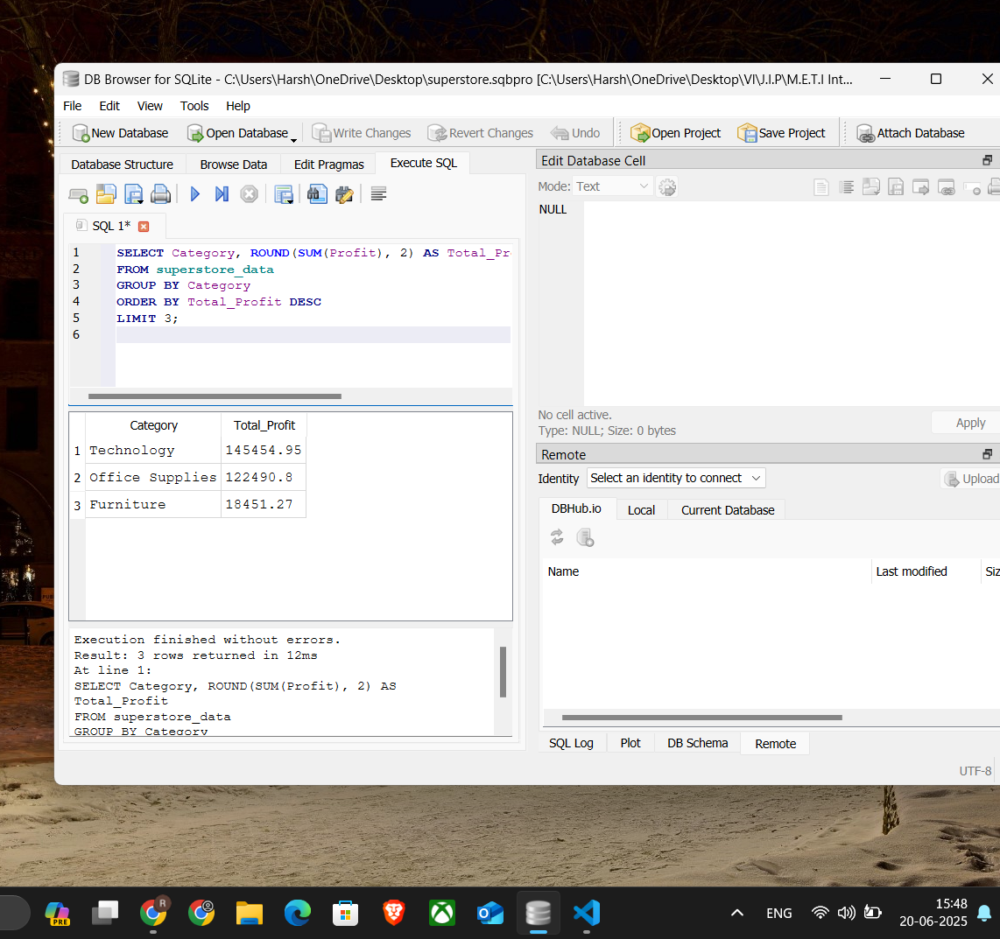 DB Browser for SQLite - C:\Users\Harsh\OneDrive\Desktop\superstore.sqbpro [C:\Users\Harsh\OneDrive\Desktop\VI\J.I.P\M.E.T.I Int...
File Edit View Tools Help
New Database Open Database Write Changes Revert Changes Undo Open Project Save Project Attach Database
Database Structure Browse Data Edit Pragmas Execute SQL
SQL 1*
1 SELECT Category, ROUND(SUM(Profit), 2) AS Total_Pr
2 FROM superstore_data
3 GROUP BY Category
4 ORDER BY Total_Profit DESC
5 LIMIT 3;
6
Category Total_Profit
1 Technology 145454.95
2 Office Supplies 122490.8
3 Furniture 18451.27
Execution finished without errors.
Result: 3 rows returned in 12ms
At line 1:
SELECT Category, ROUND(SUM(Profit), 2) AS
Total_Profit
FROM superstore_data
GROUP BY Category
Edit Database Cell
Mode: Text
NULL
No cell active.
Type: NULL; Size: 0 bytes
Apply
Remote
Identity Select an identity to connect Upload
DBHub.io Local Current Database
Name Last modified Siz
SQL Log Plot DB Schema Remote
UTF-8
PRE
R
ENG
15:48
20-06-2025